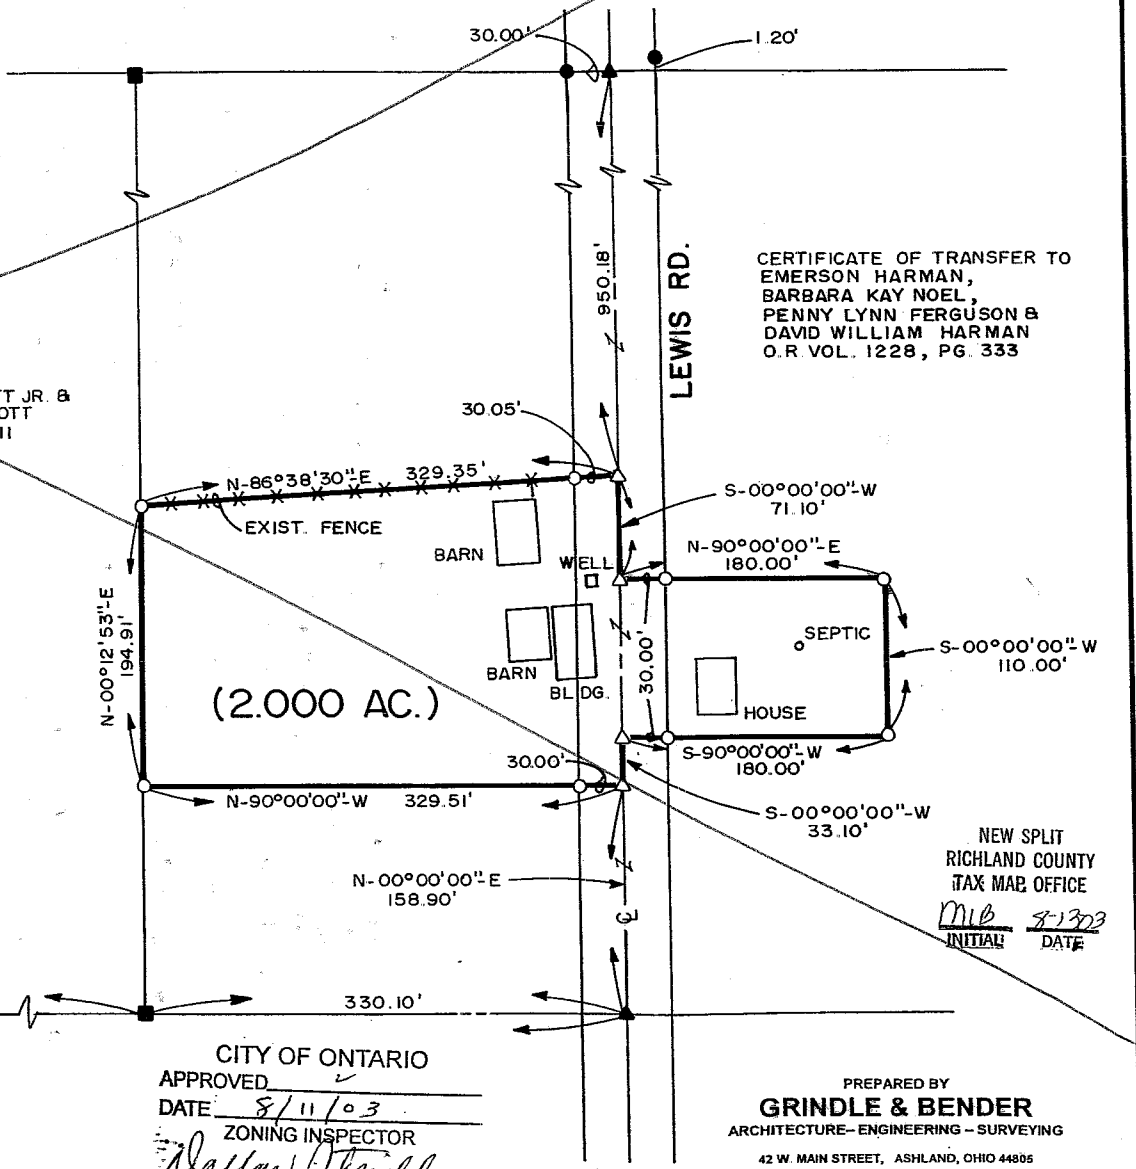 30.00'
1.20'
950.18'
LEWIS RD.
CERTIFICATE OF TRANSFER TO
EMERSON HARMAN,
BARBARA KAY NOEL,
PENNY LYNN FERGUSON &
DAVID WILLIAM HARMAN
O.R. VOL. 1228, PG. 333
TT JR. &
OTT
11
30.05'
N-86°38'30"-E 329.35'
EXIST. FENCE
S-00°00'00"-W
71.10'
BARN
WELL
N-90°00'00"-E
180.00'
N-00°12'53"-E
194.91'
30.00'
SEPTIC
S-00°00'00"-W
110.00'
BARN
BLDG.
(2.000 AC.)
HOUSE
S-90°00'00"-W
180.00'
30.00'
N-90°00'00"-W 329.51'
S-00°00'00"-W
33.10'
NEW SPLIT
RICHLAND COUNTY
TAX MAP OFFICE
MLB 8-1303
INITIAL DATE
N-00°00'00"-E
158.90'
330.10'
CITY OF ONTARIO
APPROVED
DATE 8/11/03
ZONING INSPECTOR
PREPARED BY
GRINDLE & BENDER
ARCHITECTURE-ENGINEERING-SURVEYING
42 W. MAIN STREET, ASHLAND, OHIO 44805